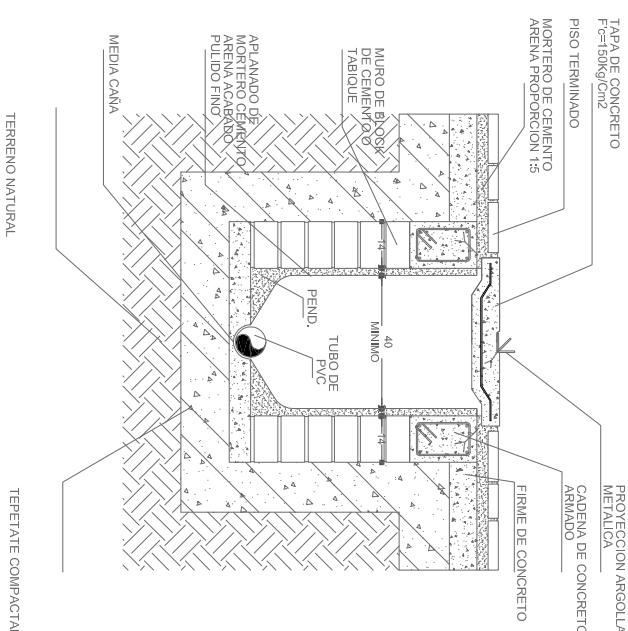 TAPA DE CONCRETO
F'c=150Kg/Cm2
PISO TERMINADO
MORTERO DE CEMENTO
ARENA PROPORCION 1:5
MURO DE BLOCK
DE CEMENTO O
TABIQUE
APLANADO DE
MORTERO CEMENTO
ARENA ACABADO
PULIDO FINO
MEDIA CAÑA
TERRENO NATURAL
14
40
MINIMO
14
PEND.
TUBO DE
PVC
PROYECCION ARGOLLA
METALICA
CADENA DE CONCRETO
ARMADO
FIRME DE CONCRETO
TEPETATE